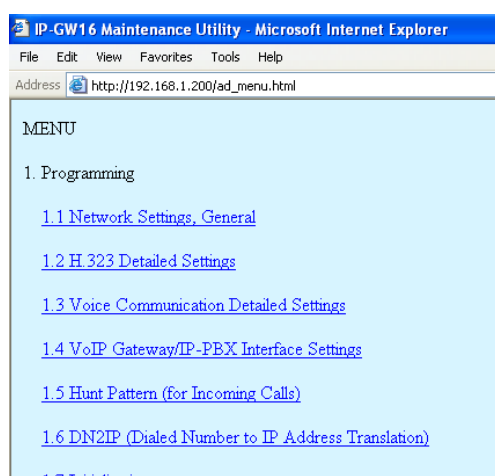 IP-GW16 Maintenance Utility - Microsoft Internet Explorer
File Edit View Favorites Tools Help
Address http://192.168.1.200/ad_menu.html
MENU
1. Programming
1.1 Network Settings, General
1.2 H.323 Detailed Settings
1.3 Voice Communication Detailed Settings
1.4 VoIP Gateway/IP-PBX Interface Settings
1.5 Hunt Pattern (for Incoming Calls)
1.6 DN2IP (Dialed Number to IP Address Translation)